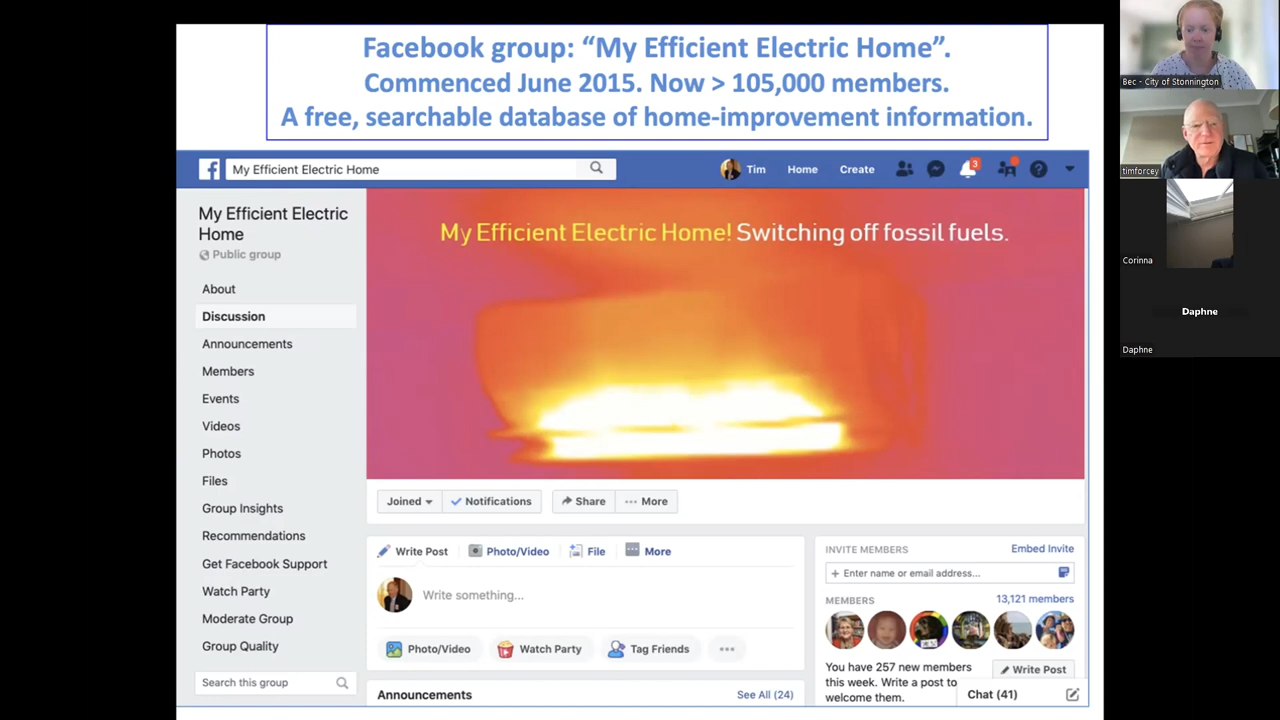 Facebook group: “My Efficient Electric Home”.
Commenced June 2015. Now > 105,000 members.
A free, searchable database of home-improvement information.
f
My Efficient Electric Home
Tim
Home
Create
3
?
My Efficient Electric
Home
Public group
About
Discussion
Announcements
Members
Events
Videos
Photos
Files
Group Insights
Recommendations
Get Facebook Support
Watch Party
Moderate Group
Group Quality
Search this group
My Efficient Electric Home! Switching off fossil fuels.
Joined
Notifications
Share
More
Write Post
Photo/Video
File
More
Write something...
Photo/Video
Watch Party
Tag Friends
Announcements
See All (24)
INVITE MEMBERS
Embed Invite
+ Enter name or email address...
MEMBERS
13,121 members
You have 257 new members
this week. Write a post to
welcome them.
Write Post
Chat (41)
Bec - City of Stonnington
timforcey
Corinna
Daphne
Daphne